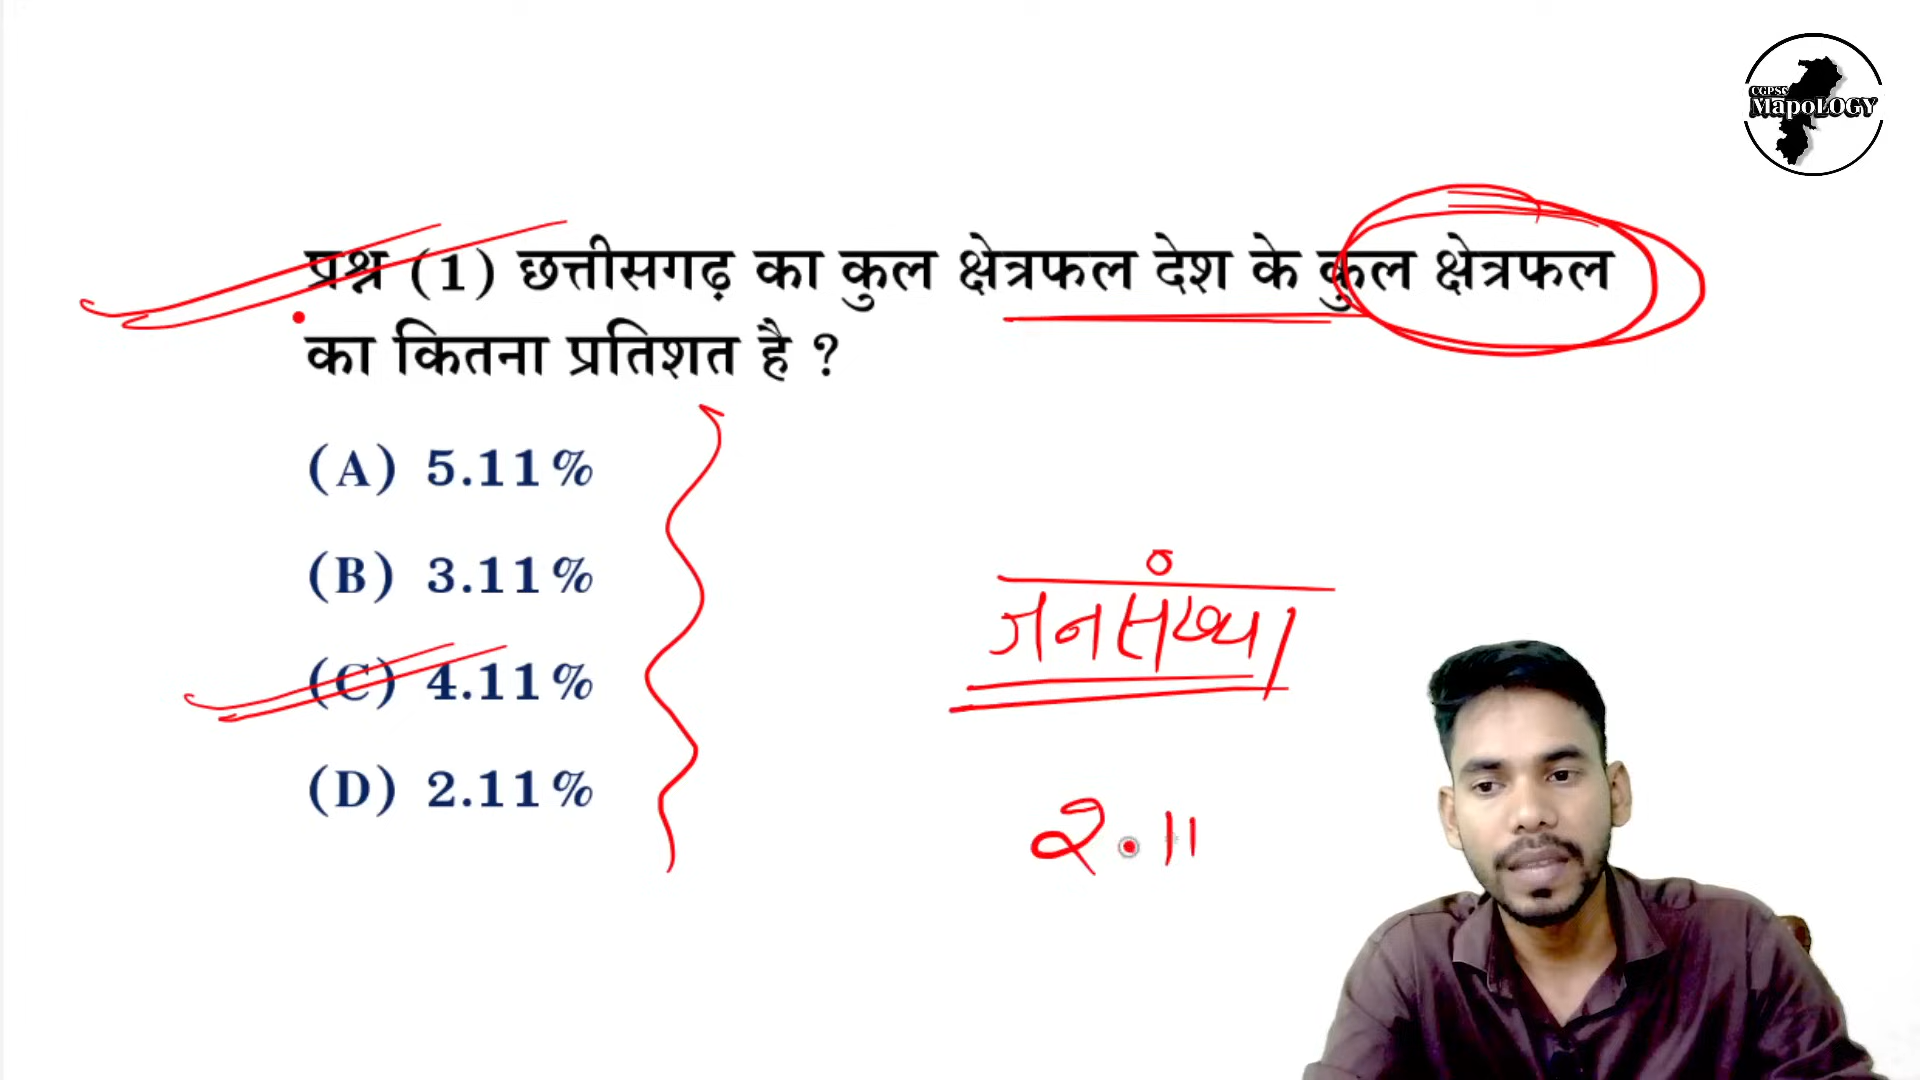 CGPSC
MapoLOGY
प्रश्न (1) छत्तीसगढ़ का कुल क्षेत्रफल देश के कुल क्षेत्रफल
का कितना प्रतिशत है ?
(A) 5.11%
(B) 3.11%
(C) 4.11%
(D) 2.11%
जनसंख्या
२.11